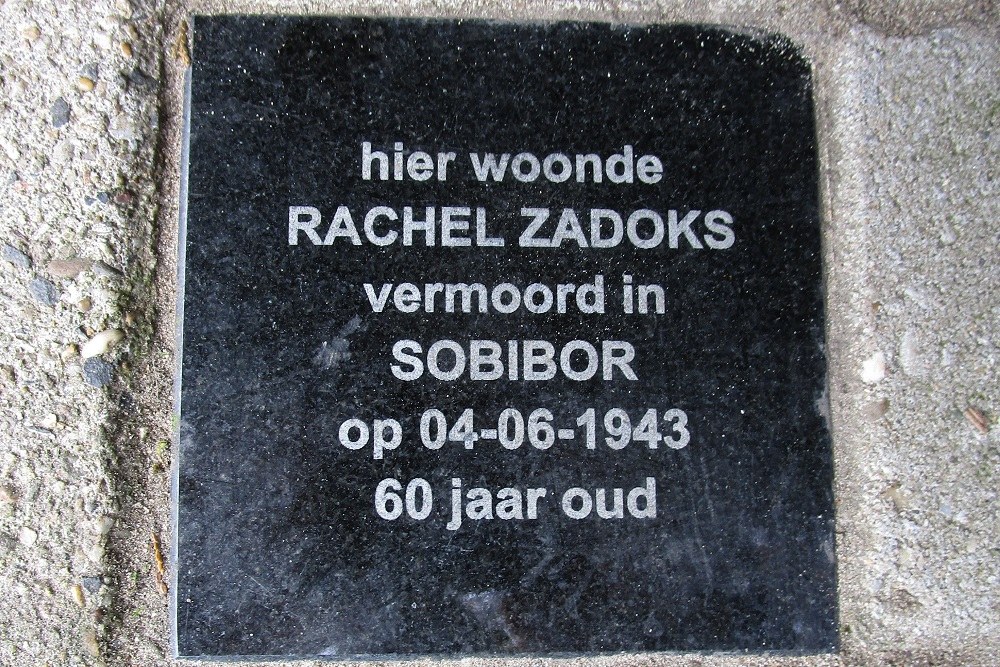 hier woonde
RACHEL ZADOKS
vermoord in
SOBIBOR
op 04-06-1943
60 jaar oud